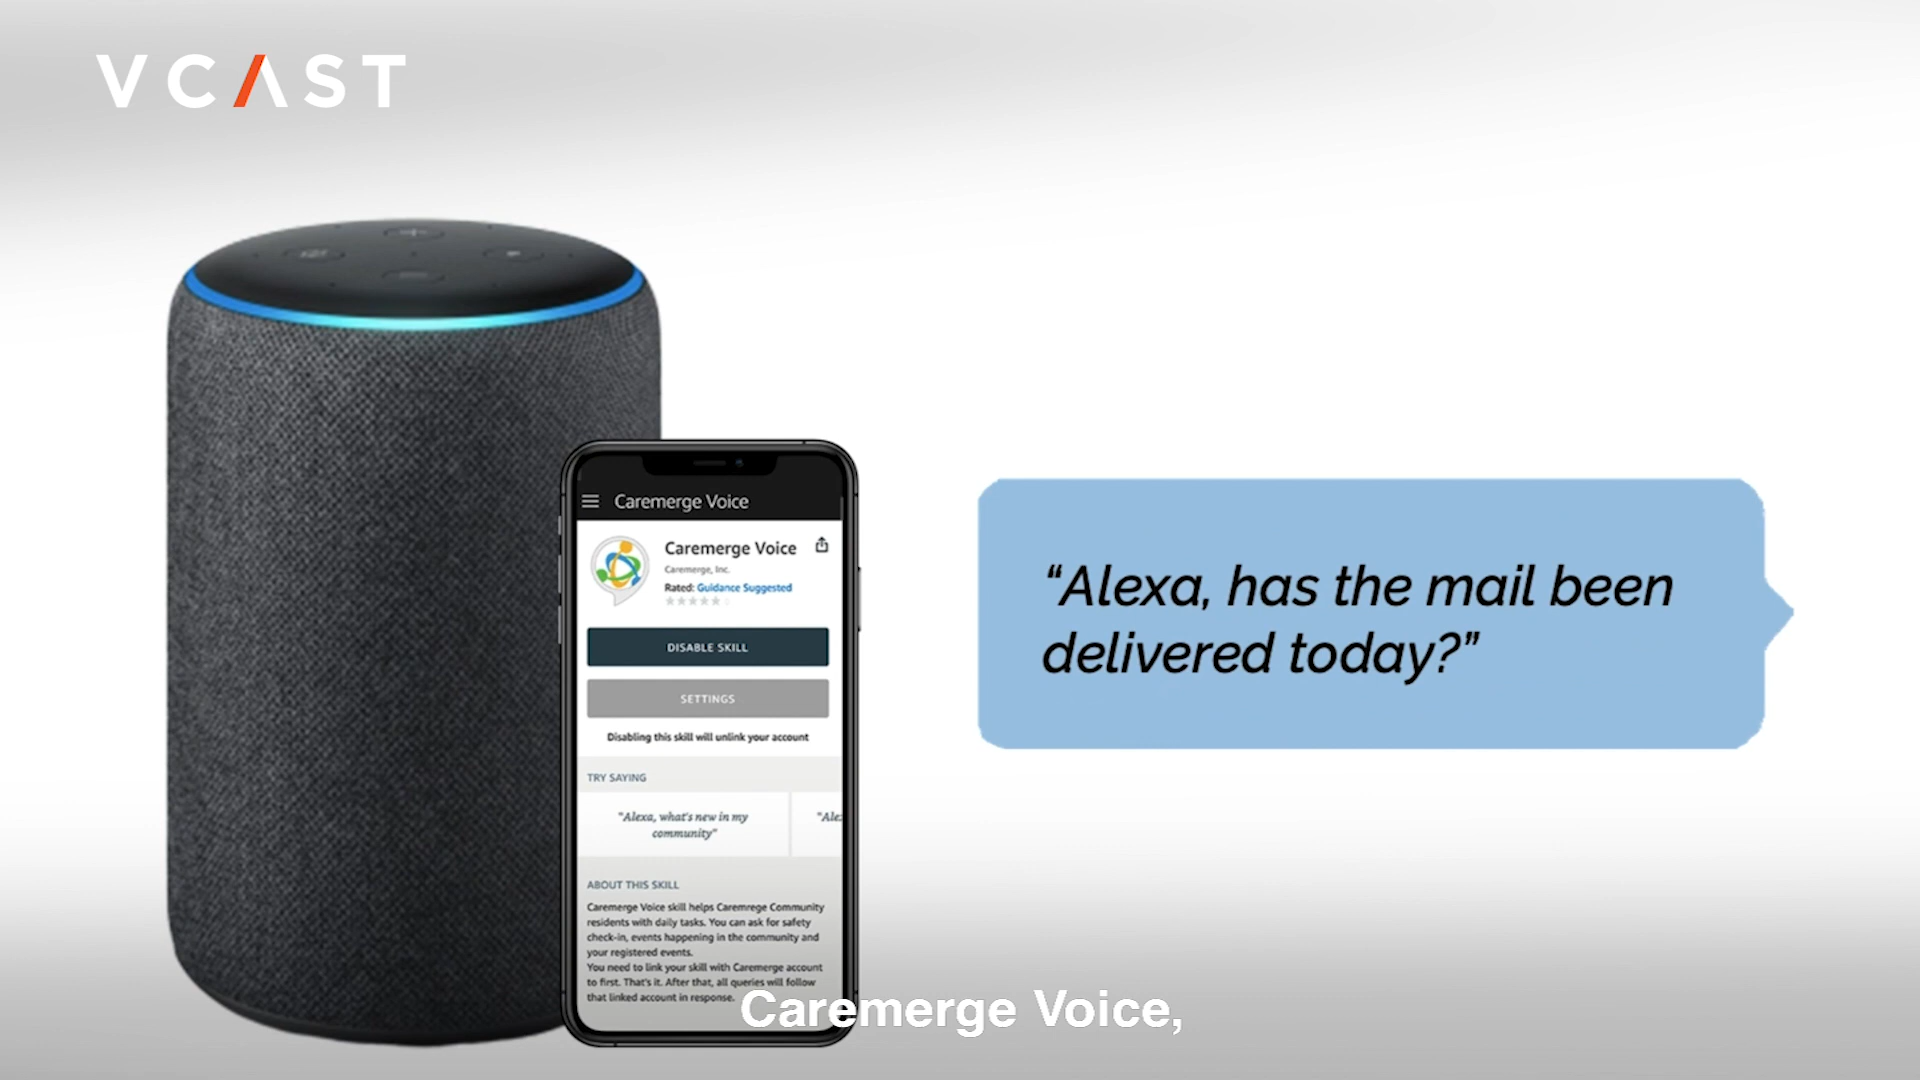 VCAST
Caremerge Voice
Caremerge Voice
Caremerge, Inc.
Rated: Guidance Suggested
DISABLE SKILL
SETTINGS
Disabling this skill will unlink your account
TRY SAYING
"Alexa, what's new in my
community"
"Ale
ABOUT THIS SKILL
Caremerge Voice skill helps Caremrege Community
residents with daily tasks. You can ask for safety
check-in, events happening in the community and
your registered events.
You need to link your skill with Caremerge account
to first. That's it. After that, all queries will follow
that linked account in response.
“Alexa, has the mail been
delivered today?”
Caremerge Voice,